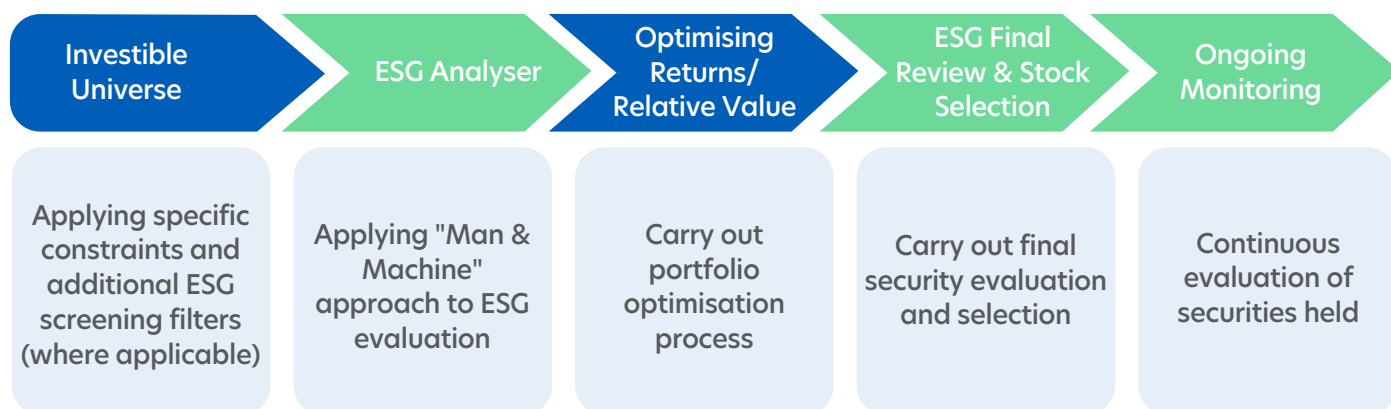 Investible
Universe
ESG Analyser
Optimising
Returns/
Relative Value
ESG Final
Review & Stock
Selection
Ongoing
Monitoring
Applying specific
constraints and
additional ESG
screening filters
(where applicable)
Applying "Man &
Machine"
approach to ESG
evaluation
Carry out
portfolio
optimisation
process
Carry out final
security evaluation
and selection
Continuous
evaluation of
securities held